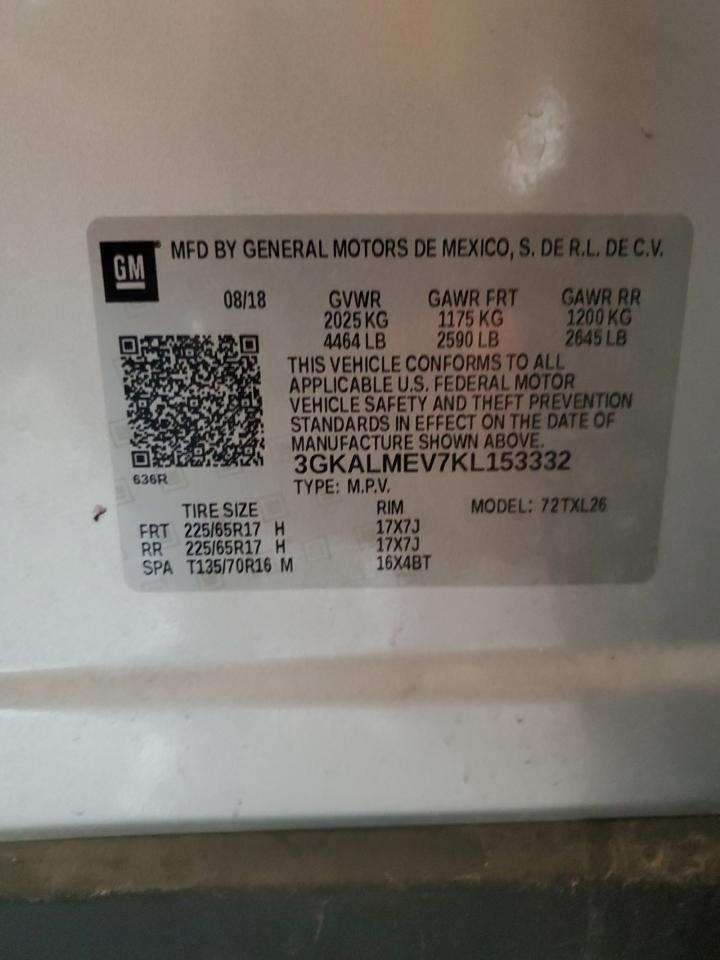 GM MFD BY GENERAL MOTORS DE MEXICO, S. DE R.L. DE C.V.
08/18 GVWR GAWR FRT GAWR RR
2025 KG 1175 KG 1200 KG
4464 LB 2590 LB 2645 LB
THIS VEHICLE CONFORMS TO ALL
APPLICABLE U.S. FEDERAL MOTOR
VEHICLE SAFETY AND THEFT PREVENTION
STANDARDS IN EFFECT ON THE DATE OF
MANUFACTURE SHOWN ABOVE.
3GKALMEV7KL153332
636R
TYPE: M.P.V.
TIRE SIZE RIM MODEL: 72TXL26
FRT 225/65R17 H 17X7J
RR 225/65R17 H 17X7J
SPA T135/70R16 M 16X4BT